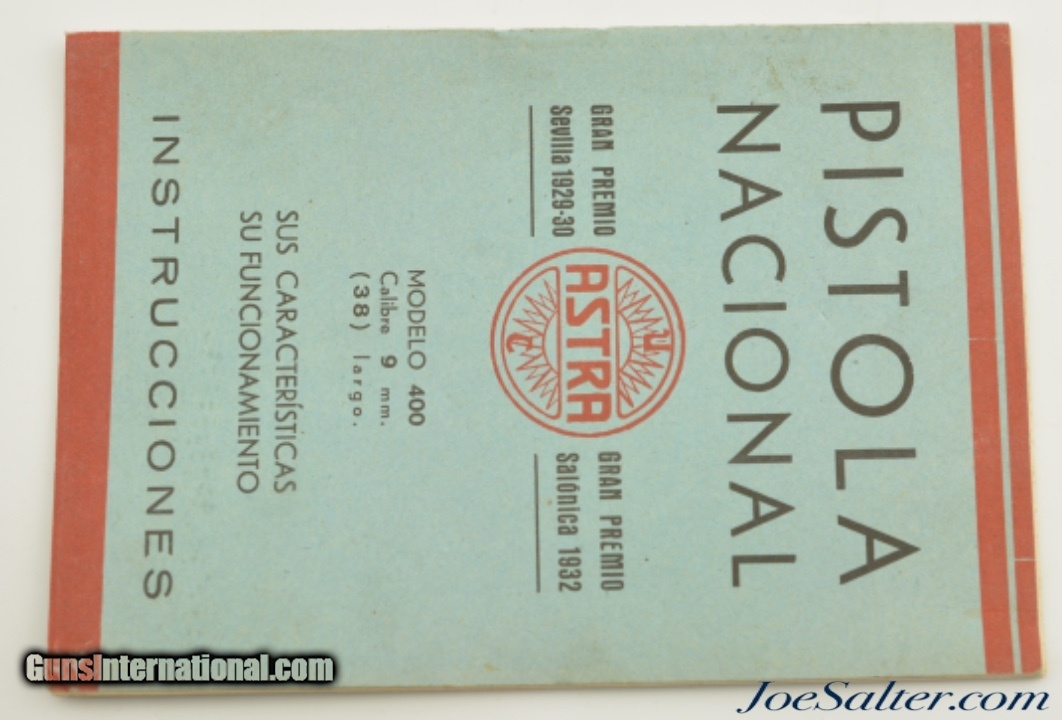 PISTOLA
NACIONAL
GRAN PREMIO
Sevilla 1929-30
ASTRA
U
C
GRAN PREMIO
Salónica 1932
MODELO 400
Calibre 9 mm.
(38) largo.
SUS CARACTERÍSTICAS
SU FUNCIONAMIENTO
INSTRUCCIONES
GunsInternational.com
JoeSalter.com